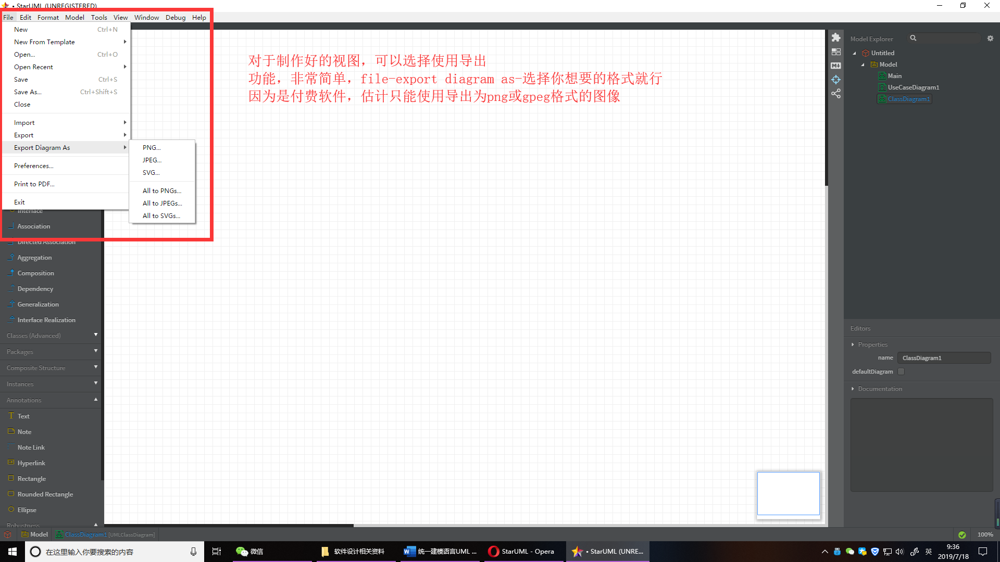 • StarUML (UNREGISTERED)
File Edit Format Model Tools View Window Debug Help
New Ctrl+N
New From Template
Open... Ctrl+O
Open Recent
Save Ctrl+S
Save As... Ctrl+Shift+S
Close
Import
Export
Export Diagram As
Preferences...
Print to PDF...
Exit
PNG...
JPEG...
SVG...
All to PNGs...
All to JPEGs...
All to SVGs...
对于制作好的视图，可以选择使用导出
功能，非常简单，file-export diagram as-选择你想要的格式就行
因为是付费软件，估计只能使用导出为png或gpeg格式的图像
Interface
Association
Directed Association
Aggregation
Composition
Dependency
Generalization
Interface Realization
Classes (Advanced)
Packages
Composite Structure
Instances
Annotations
Text
Note
Note Link
Hyperlink
Rectangle
Rounded Rectangle
Ellipse
Robustness
Model Explorer
Untitled
Model
Main
UseCaseDiagram1
ClassDiagram1
Editors
Properties
name ClassDiagram1
defaultDiagram
Documentation
Model ClassDiagram1 [UMLClassDiagram]
100%
在这里输入你要搜索的内容
微信
软件设计相关资料
统一建模语言UML ...
StarUML - Opera
• StarUML (UNRE...
英
9:36
2019/7/18